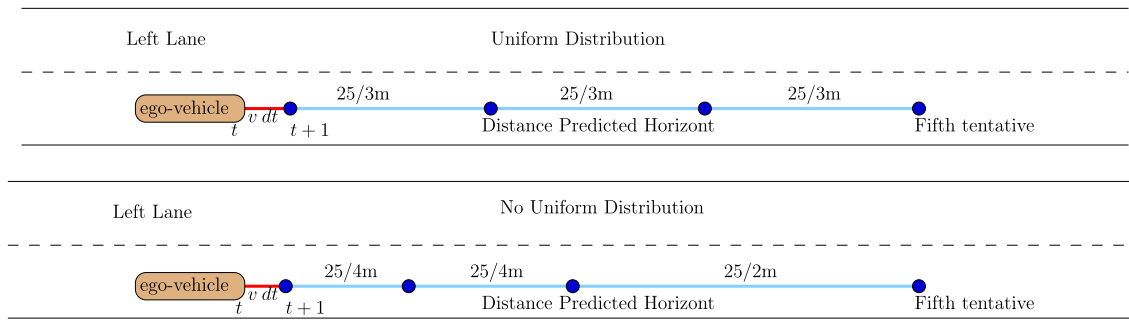 Left Lane
Uniform Distribution
25/3m
25/3m
25/3m
ego-vehicle
v dt
t
t + 1
Distance Predicted Horizont
Fifth tentative
Left Lane
No Uniform Distribution
25/4m
25/4m
25/2m
ego-vehicle
v dt
t
t + 1
Distance Predicted Horizont
Fifth tentative